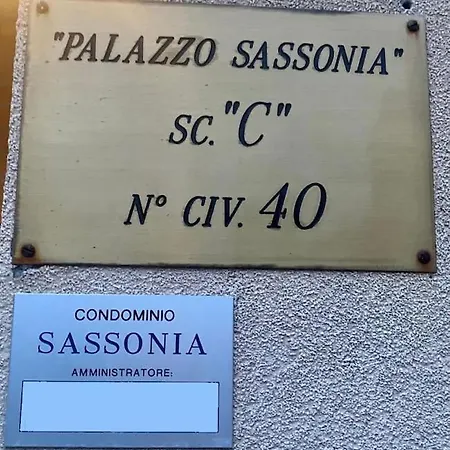 "PALAZZO SASSONIA"
SC. "C"
N° CIV. 40
CONDOMINIO
SASSONIA
AMMINISTRATORE: